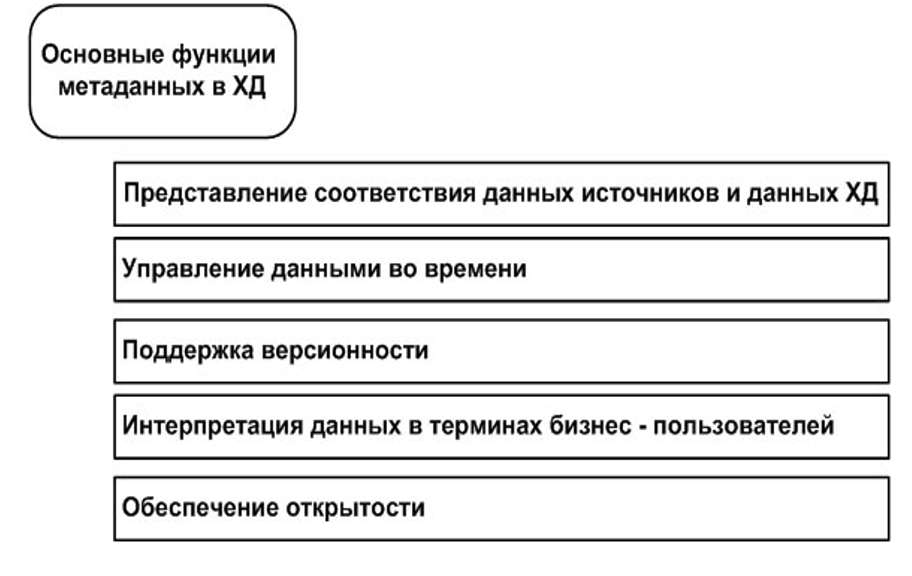 Основные функции
метаданных в ХД
Представление соответствия данных источников и данных ХД
Управление данными во времени
Поддержка версионности
Интерпретация данных в терминах бизнес - пользователей
Обеспечение открытости